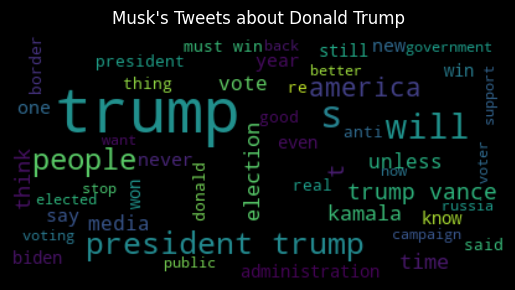 Musk's Tweets about Donald Trump
border
president
must win
back
still
new
government
year
thing
vote
re
better
america
win
support
one
trump
s
good
anti
will
think
people
never
want
election
even
t
unless
now
voter
stop
elected
won
donald
real
trump vance
russia
say
media
kamala
know
campaign
voting
president trump
said
biden
public
administration
time